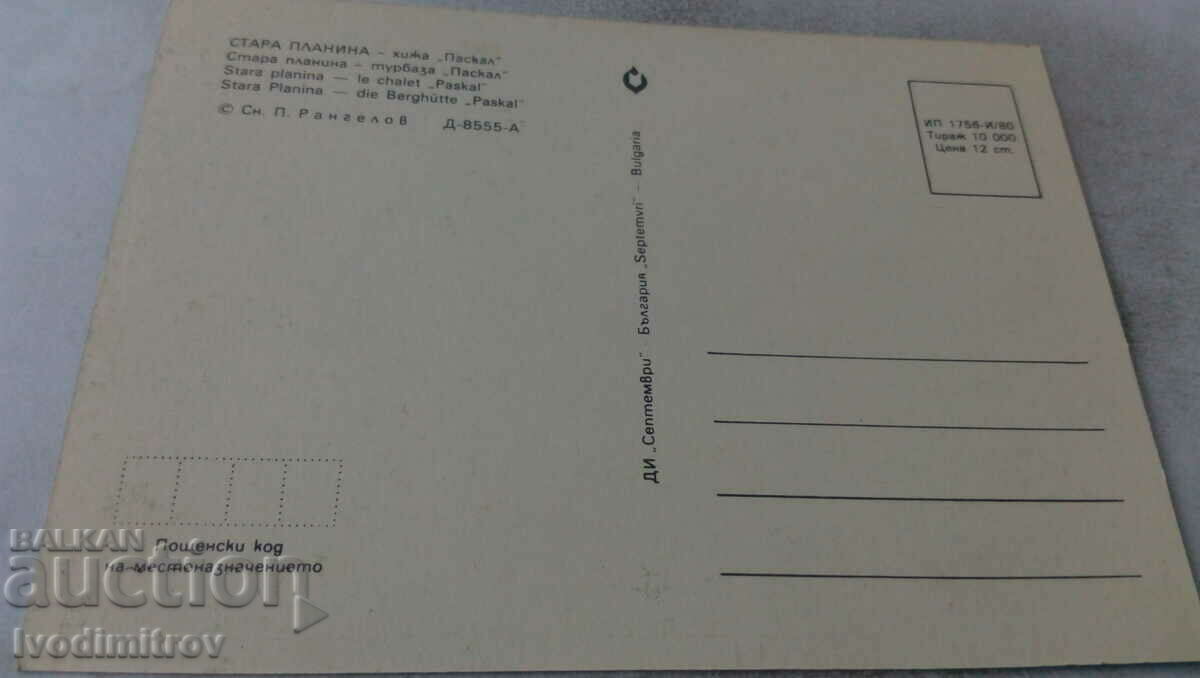 СТАРА ПЛАНИНА – хижа „Паскал"
Стара планина – турбаза „Паскал"
Stara planina — le chalet „Paskal"
Stara Planina — die Berghütte „Paskal"
© Сн. П. Рангелов Д-8555-А
ДИ „Септември" - България „Septemvri" – Bulgaria
ИП 1756-И/80
Тираж 10 000
Цена 12 ст.
Пощенски код
на местоназначението
BALKAN
auction
Ivodimitrov